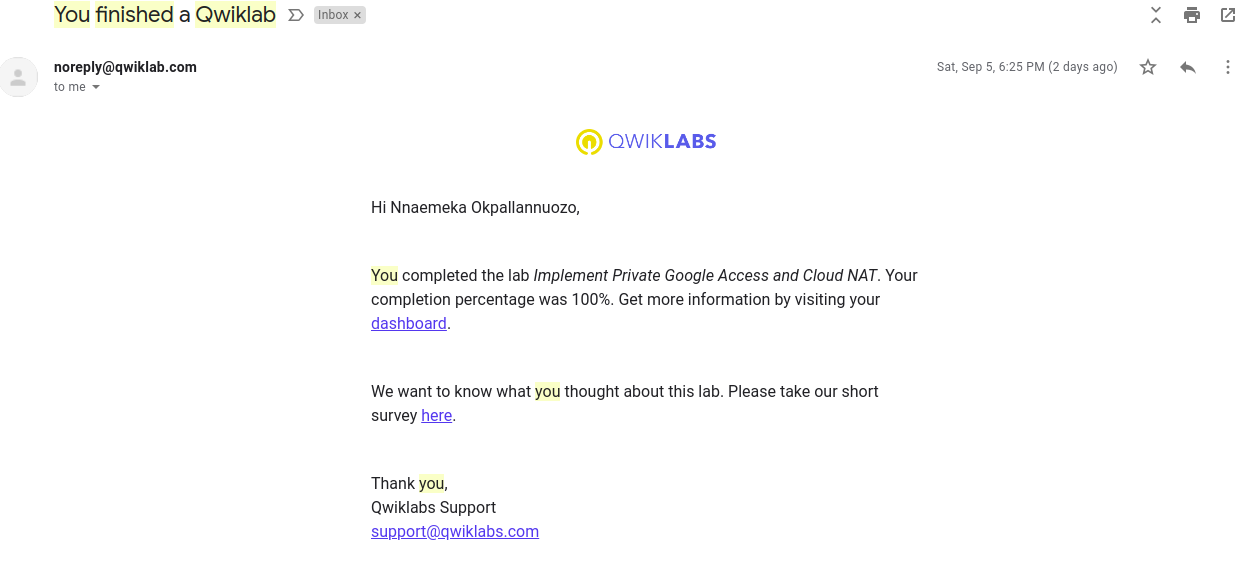 You finished a Qwiklab Inbox ×
noreply@qwiklab.com Sat, Sep 5, 6:25 PM (2 days ago)
to me
QWIKLABS
Hi Nnaemeka Okpallannuozo,
You completed the lab Implement Private Google Access and Cloud NAT. Your
completion percentage was 100%. Get more information by visiting your
dashboard.
We want to know what you thought about this lab. Please take our short
survey here.
Thank you,
Qwiklabs Support
support@qwiklabs.com